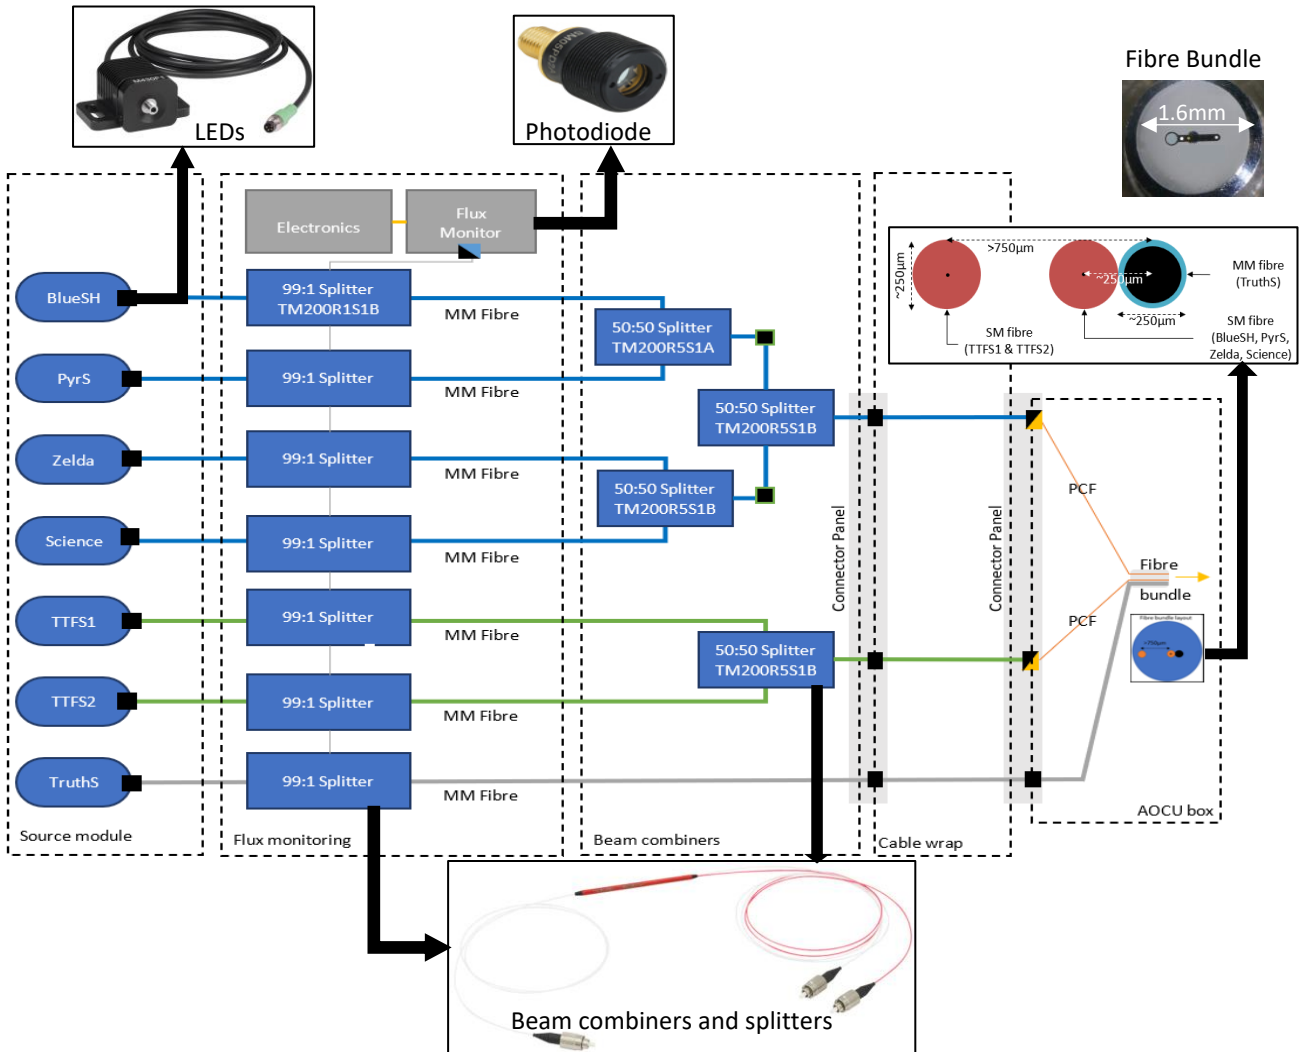 LEDs
Photodiode
Fibre Bundle
1.6mm
Electronics
Flux
Monitor
>750µm
~250µm
~250µm
~250µm
MM fibre
(TruthS)
SM fibre
(TTFS1 & TTFS2)
SM fibre
(BlueSH, PyrS,
Zelda, Science)
BlueSH
99:1 Splitter
TM200R1S1B
MM Fibre
50:50 Splitter
TM200R5S1A
PyrS
99:1 Splitter
MM Fibre
50:50 Splitter
TM200R5S1B
Zelda
99:1 Splitter
MM Fibre
50:50 Splitter
TM200R5S1B
Science
99:1 Splitter
MM Fibre
Connector Panel
Connector Panel
PCF
PCF
Fibre
bundle
Fibre bundle layout
TTFS1
99:1 Splitter
MM Fibre
50:50 Splitter
TM200R5S1B
TTFS2
99:1 Splitter
MM Fibre
TruthS
99:1 Splitter
MM Fibre
Source module
Flux monitoring
Beam combiners
Cable wrap
AOCU box
Beam combiners and splitters